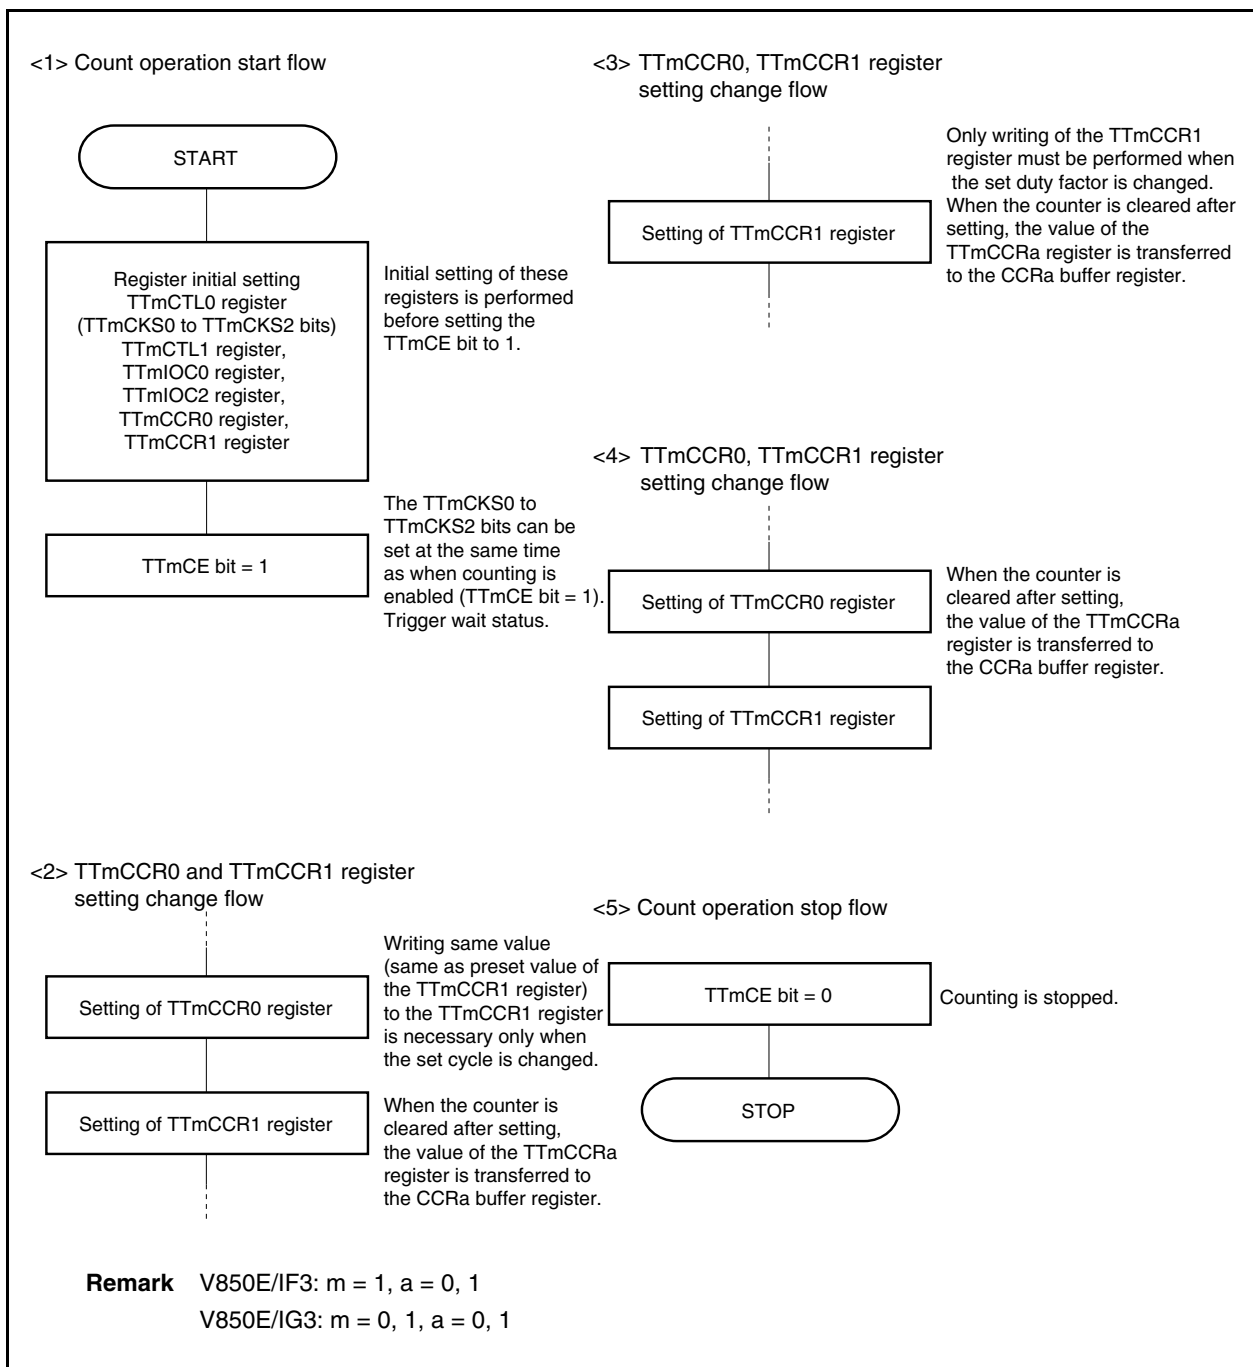 <1> Count operation start flow
START
Register initial setting
TTmCTL0 register
(TTmCKS0 to TTmCKS2 bits)
TTmCTL1 register,
TTmIOC0 register,
TTmIOC2 register,
TTmCCR0 register,
TTmCCR1 register
Initial setting of these
registers is performed
before setting the
TTmCE bit to 1.
TTmCE bit = 1
The TTmCKS0 to
TTmCKS2 bits can be
set at the same time
as when counting is
enabled (TTmCE bit = 1).
Trigger wait status.
<2> TTmCCR0 and TTmCCR1 register
setting change flow
Setting of TTmCCR0 register
Writing same value
(same as preset value of
the TTmCCR1 register)
to the TTmCCR1 register
is necessary only when
the set cycle is changed.
Setting of TTmCCR1 register
When the counter is
cleared after setting,
the value of the TTmCCRa
register is transferred to
the CCRa buffer register.
<3> TTmCCR0, TTmCCR1 register
setting change flow
Setting of TTmCCR1 register
Only writing of the TTmCCR1
register must be performed when
the set duty factor is changed.
When the counter is cleared after
setting, the value of the
TTmCCRa register is transferred
to the CCRa buffer register.
<4> TTmCCR0, TTmCCR1 register
setting change flow
Setting of TTmCCR0 register
When the counter is
cleared after setting,
the value of the TTmCCRa
register is transferred to
the CCRa buffer register.
Setting of TTmCCR1 register
<5> Count operation stop flow
TTmCE bit = 0
Counting is stopped.
STOP
Remark V850E/IF3: m = 1, a = 0, 1
V850E/IG3: m = 0, 1, a = 0, 1